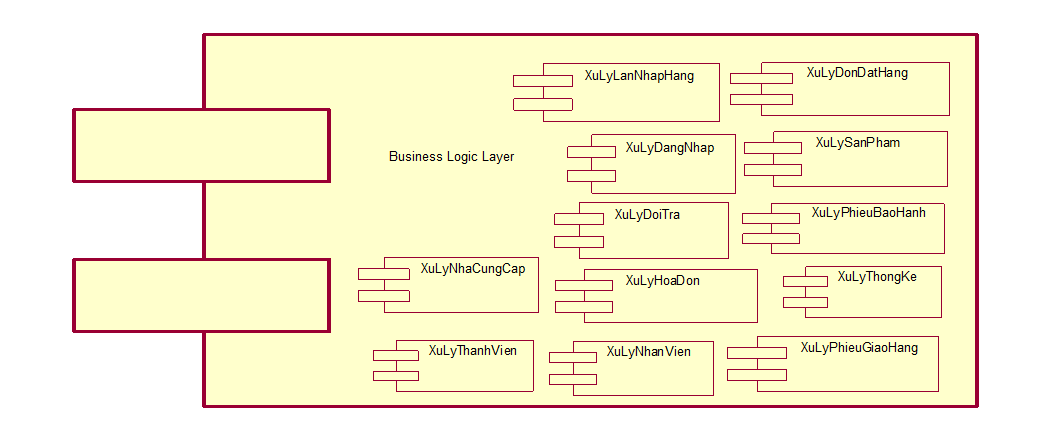 XuLyLanNhapHang
XuLyDonDatHang
Business Logic Layer
XuLyDangNhap
XuLySanPham
XuLyDoiTra
XuLyPhieuBaoHanh
XuLyNhaCungCap
XuLyHoaDon
XuLyThongKe
XuLyThanhVien
XuLyNhanVien
XuLyPhieuGiaoHang